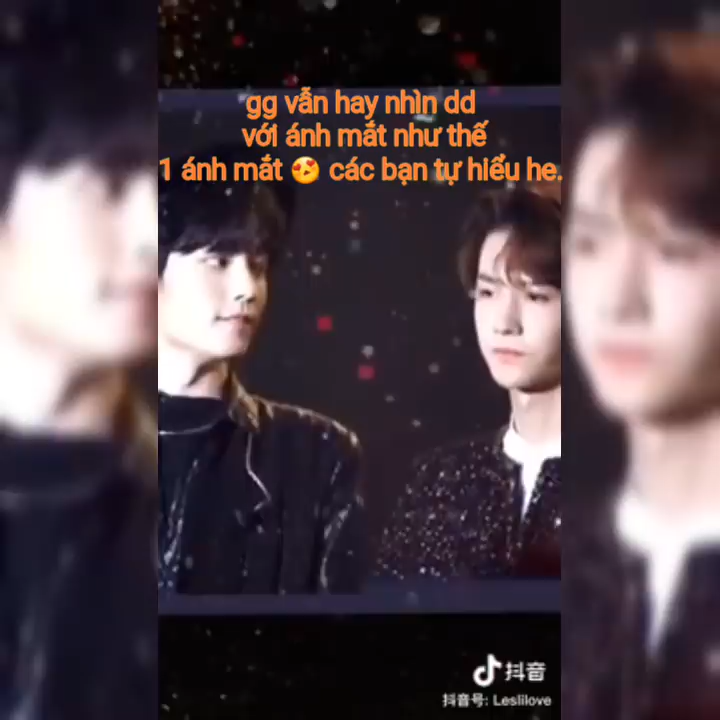 gg vẫn hay nhìn dd
với ánh mắt như thế
1 ánh mắt 😍 các bạn tự hiểu he.
抖音
抖音号: Leslilove